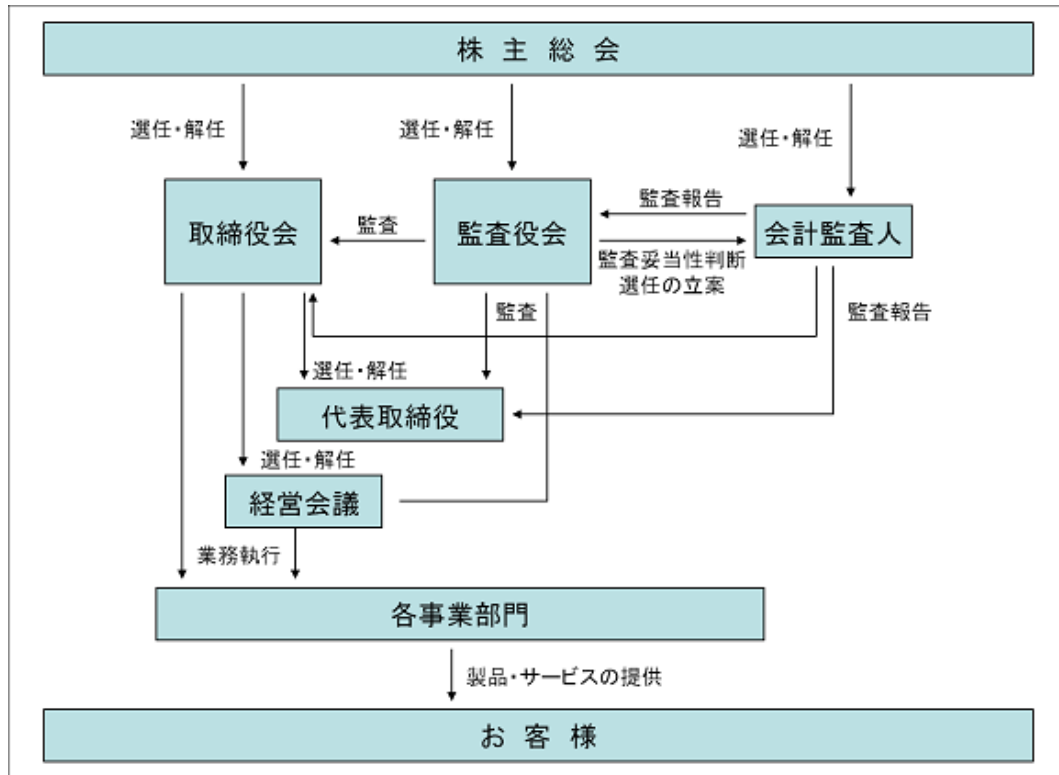 株 主 総 会
選任・解任
選任・解任
選任・解任
取締役会
監査
監査役会
監査報告
監査妥当性判断
選任の立案
会計監査人
監査
監査報告
選任・解任
代表取締役
選任・解任
経営会議
業務執行
各事業部門
製品・サービスの提供
お 客 様